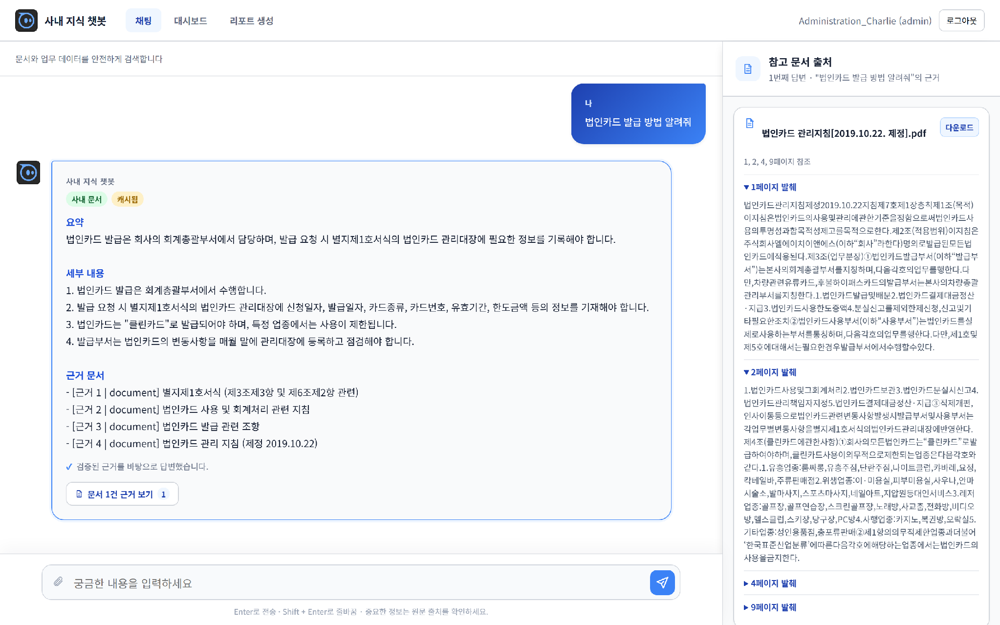 사내 지식 챗봇
채팅
대시보드
리포트 생성
Administration_Charlie (admin)
로그아웃
문서와 업무 데이터를 안전하게 검색합니다
나
법인카드 발급 방법 알려줘
사내 지식 챗봇
사내 문서
캐시됨
요약
법인카드 발급은 회사의 회계총괄부서에서 담당하며, 발급 요청 시 별지제1호서식의 법인카드 관리대장에 필요한 정보를 기록해야 합니다.
세부 내용
1. 법인카드 발급은 회계총괄부서에서 수행합니다.
2. 발급 요청 시 별지제1호서식의 법인카드 관리대장에 신청일자, 발급일자, 카드종류, 카드번호, 유효기간, 한도금액 등의 정보를 기재해야 합니다.
3. 법인카드는 "클린카드"로 발급되어야 하며, 특정 업종에서는 사용이 제한됩니다.
4. 발급부서는 법인카드의 변동사항을 매월 말에 관리대장에 등록하고 점검해야 합니다.
근거 문서
- [근거 1 | document] 별지제1호서식 (제3조제3항 및 제6조제2항 관련)
- [근거 2 | document] 법인카드 사용 및 회계처리 관련 지침
- [근거 3 | document] 법인카드 발급 관련 조항
- [근거 4 | document] 법인카드 관리 지침 (제정 2019.10.22)
✓ 검증된 근거를 바탕으로 답변했습니다.
문서 1건 근거 보기 1
궁금한 내용을 입력하세요
Enter로 전송 · Shift + Enter로 줄바꿈 · 중요한 정보는 원문 출처를 확인하세요.
참고 문서 출처
1번째 답변 · "법인카드 발급 방법 알려줘"의 근거
법인카드 관리지침[2019.10.22. 제정].pdf
다운로드
1, 2, 4, 9페이지 참조
▼ 1페이지 발췌
법인카드관리지침제정2019.10.22지침제7호제1장총칙제1조(목적)
이지침은법인카드의사용및관리에관한기준을정함으로써법인카드사
용의투명성과합목적성제고를목적으로한다.제2조(적용범위)이지침은
주식회사엘에이치이앤에스(이하“회사”라한다)명의로발급된모든법
인카드에적용된다.제3조(업무분장)①법인카드발급부서(이하“발급부
서”)는본사의회계총괄부서를지칭하며,다음각호의업무를행한다.다
만,차량관련유류카드,후불하이패스카드의발급부서는본사의차량총괄
관리부서를지칭한다.1.법인카드발급및배분2.법인카드결제대금정산
·지급3.법인카드사용한도증액4.분실신고를제외한제신청,신고및기
타필요한조치②법인카드사용부서(이하“사용부서”)는법인카드를실
제로사용하는부서를통칭하며,다음각호의업무를행한다.다만,제1호및
제5호에대해서는필요한경우발급부서에서수행할수있다.
▼ 2페이지 발췌
1.법인카드사용및그회계처리2.법인카드보관3.법인카드분실시신고4.
법인카드관리책임자지정5.법인카드결제대금정산·지급③직제개편,
인사이동등으로법인카드관련변동사항발생시발급부서및사용부서는
각업무별변동사항을별지제1호서식의법인카드관리대장에반영한다.
제4조(클린카드에관한사항)①회사의모든법인카드는“클린카드”로발
급하여야하며,클린카드사용이의무적으로제한되는업종은다음각호와
같다.1.유흥업종:룸싸롱,유흥주점,단란주점,나이트클럽,캬바레,요정,
칵테일바,주류판매점2.위생업종:이·미용실,피부미용실,사우나,안마
시술소,발마사지,스포츠마사지,네일아트,지압원등대인서비스3.레저
업종:골프장,골프연습장,스크린골프장,노래방,사교춤,전화방,비디오
방,헬스클럽,스키장,당구장,PC방4.사행업종:카지노,복권방,오락실5.
기타업종:성인용품점,총포류판매②제1항의의무적제한업종과더불어
‘한국표준산업분류’에따른다음각호에해당하는업종에서는법인카드의
사용을금지한다.
▶ 4페이지 발췌
▶ 9페이지 발췌